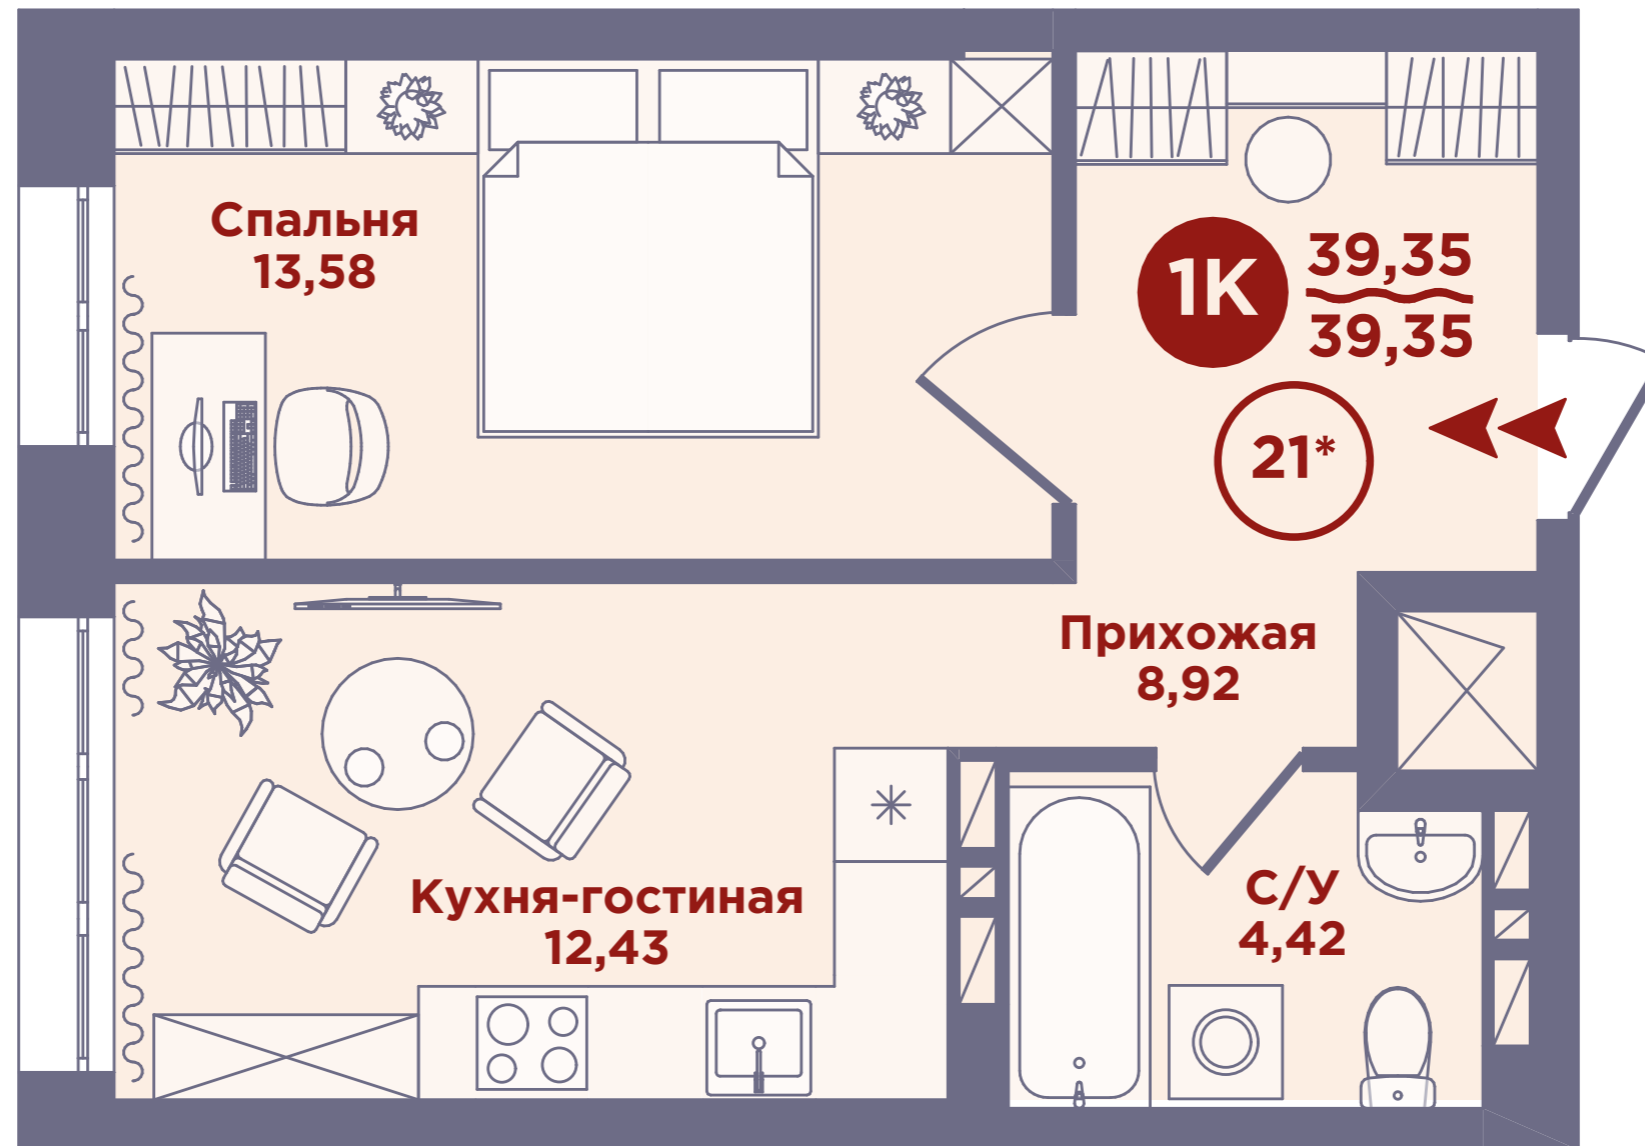 Спальня
13,58
1К
39,35
39,35
21*
Прихожая
8,92
Кухня-гостиная
12,43
С/У
4,42